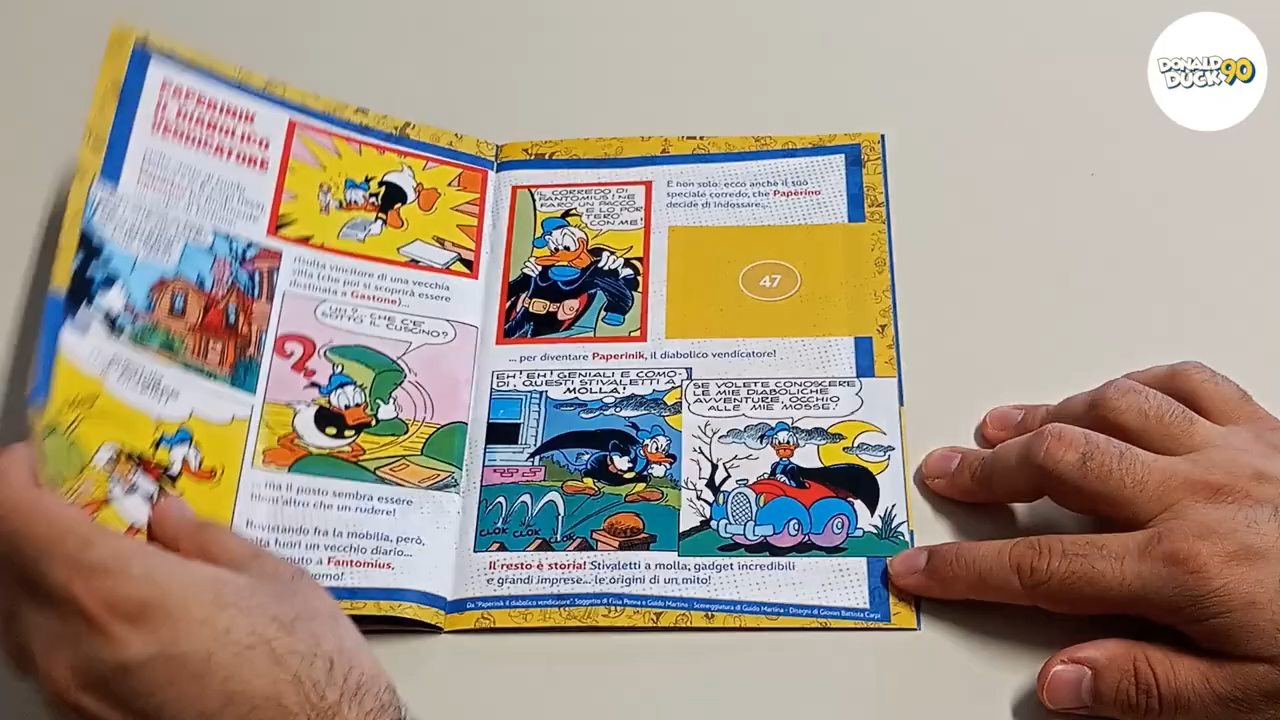 DONALD
DUCK 90
PAPERINIK
IL DIABOLICO
VENDICATORE
Risulta vincitore di una vecchia
villa (che poi si scoprirà essere
destinata a Gastone)...
UH?.. CHE C'È
SOTTO IL CUSCINO?
... ma il posto sembra essere
nient'altro che un rudere!
Rovistando fra la mobilia, però,
salta fuori un vecchio diario...
Fantomius,
uomo!
IL CORREDO DI
FANTOMIUS! NE
FARO' UN PACCO
E LO POR-
TERO'
CON ME!
E non solo: ecco anche il suo
speciale corredo, che Paperino
decide di indossare...
47
... per diventare Paperinik, il diabolico vendicatore!
EH! EH! GENIALI E COMO-
DI, QUESTI STIVALETTI A
MOLLA!
CLOK CLOK CLOK
SE VOLETE CONOSCERE
LE MIE DIABOLICHE
AVVENTURE, OCCHIO
ALLE MIE MOSSE!
Il resto è storia! Stivaletti a molla, gadget incredibili
e grandi imprese... le origini di un mito!
Da "Paperinik il diabolico vendicatore". Soggetto di Elisa Penna e Guido Martina - Sceneggiatura di Guido Martina - Disegni di Giovan Battista Carpi